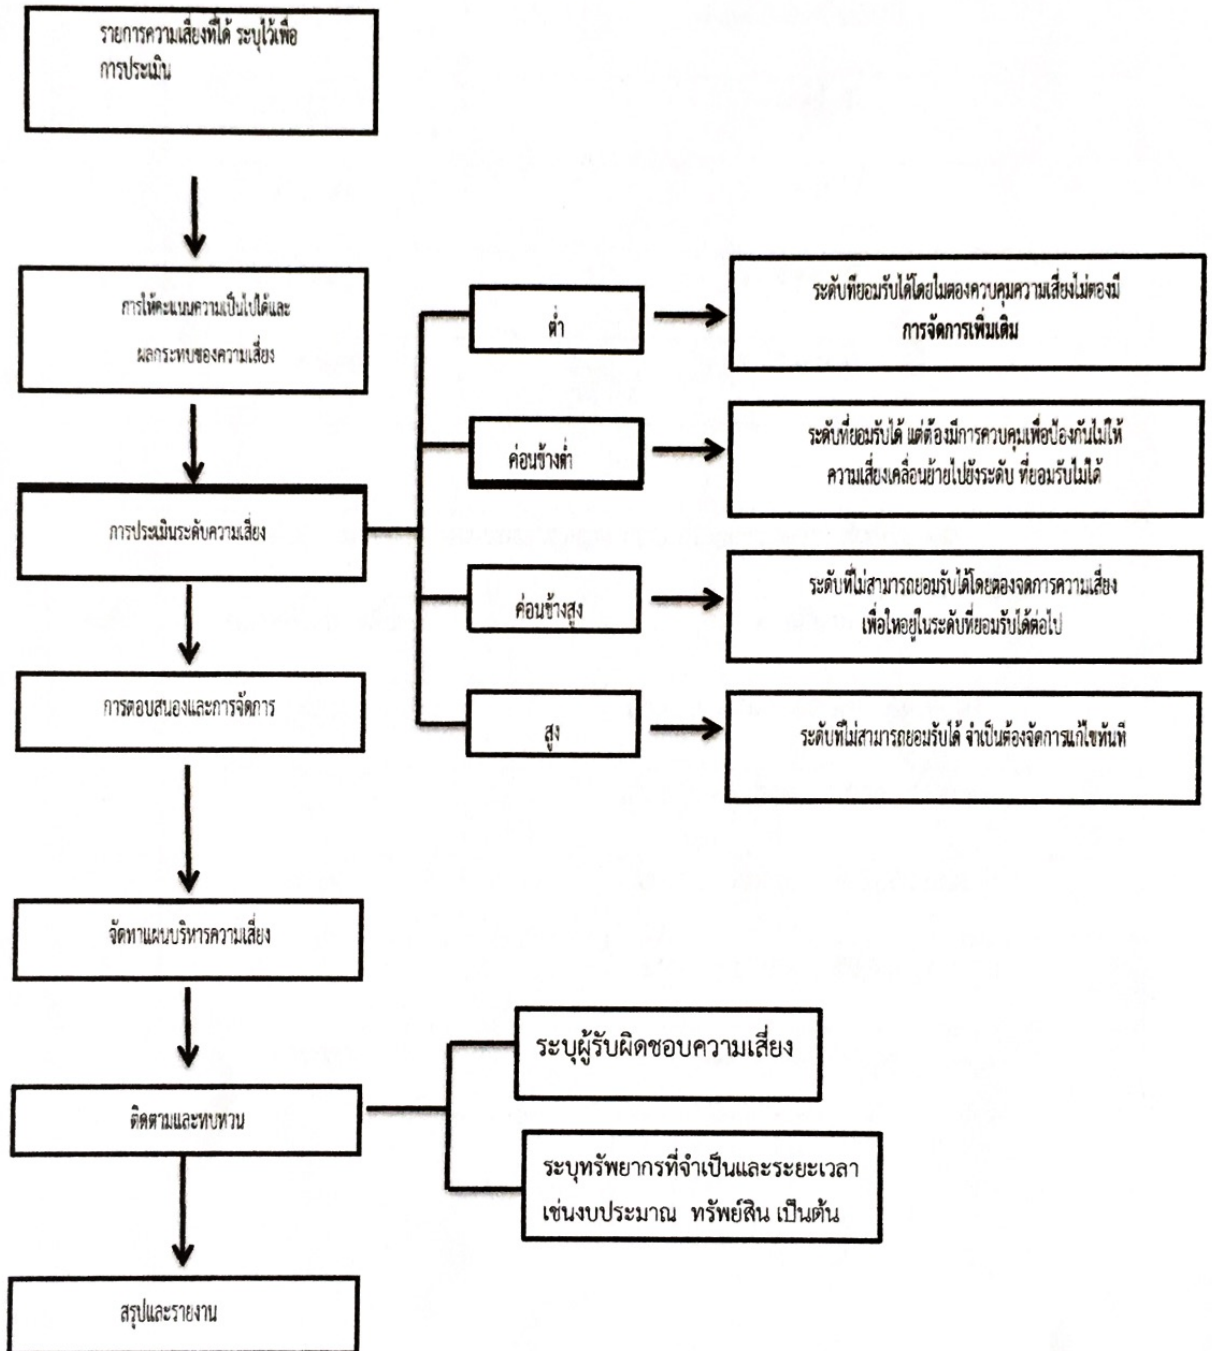 รายการความเสี่ยงที่ได้ ระบุไว้เพื่อ
การประเมิน
การให้คะแนนความเป็นไปได้และ
ผลกระทบของความเสี่ยง
การประเมินระดับความเสี่ยง
ต่ำ
ระดับที่ยอมรับได้โดยไมตองควบคุมความเสี่ยงไม่ตองมี
การจัดการเพิ่มเติม
ค่อนข้างต่ำ
ระดับที่ยอมรับได้ แต่ต้องมีการควบคุมเพื่อป้องกันไม่ให้
ความเสี่ยงเคลื่อนย้ายไปยังระดับ ที่ยอมรับไม่ได้
ค่อนข้างสูง
ระดับที่ไม่สามารถยอมรับได้โดยตองจดการความเสี่ยง
เพื่อใหอยู่ในระดับที่ยอมรับได้ต่อไป
สูง
ระดับที่ไม่สามารถยอมรับได้ จำเป็นต้องจัดการแก้ไขทันที
การตอบสนองและการจัดการ
จัดทาแผนบริหารความเสี่ยง
ติดตามและทบทวน
ระบุผู้รับผิดชอบความเสี่ยง
ระบุทรัพยากรที่จำเป็นและระยะเวลา
เช่นงบประมาณ ทรัพย์สิน เป็นต้น
สรุปและรายงาน